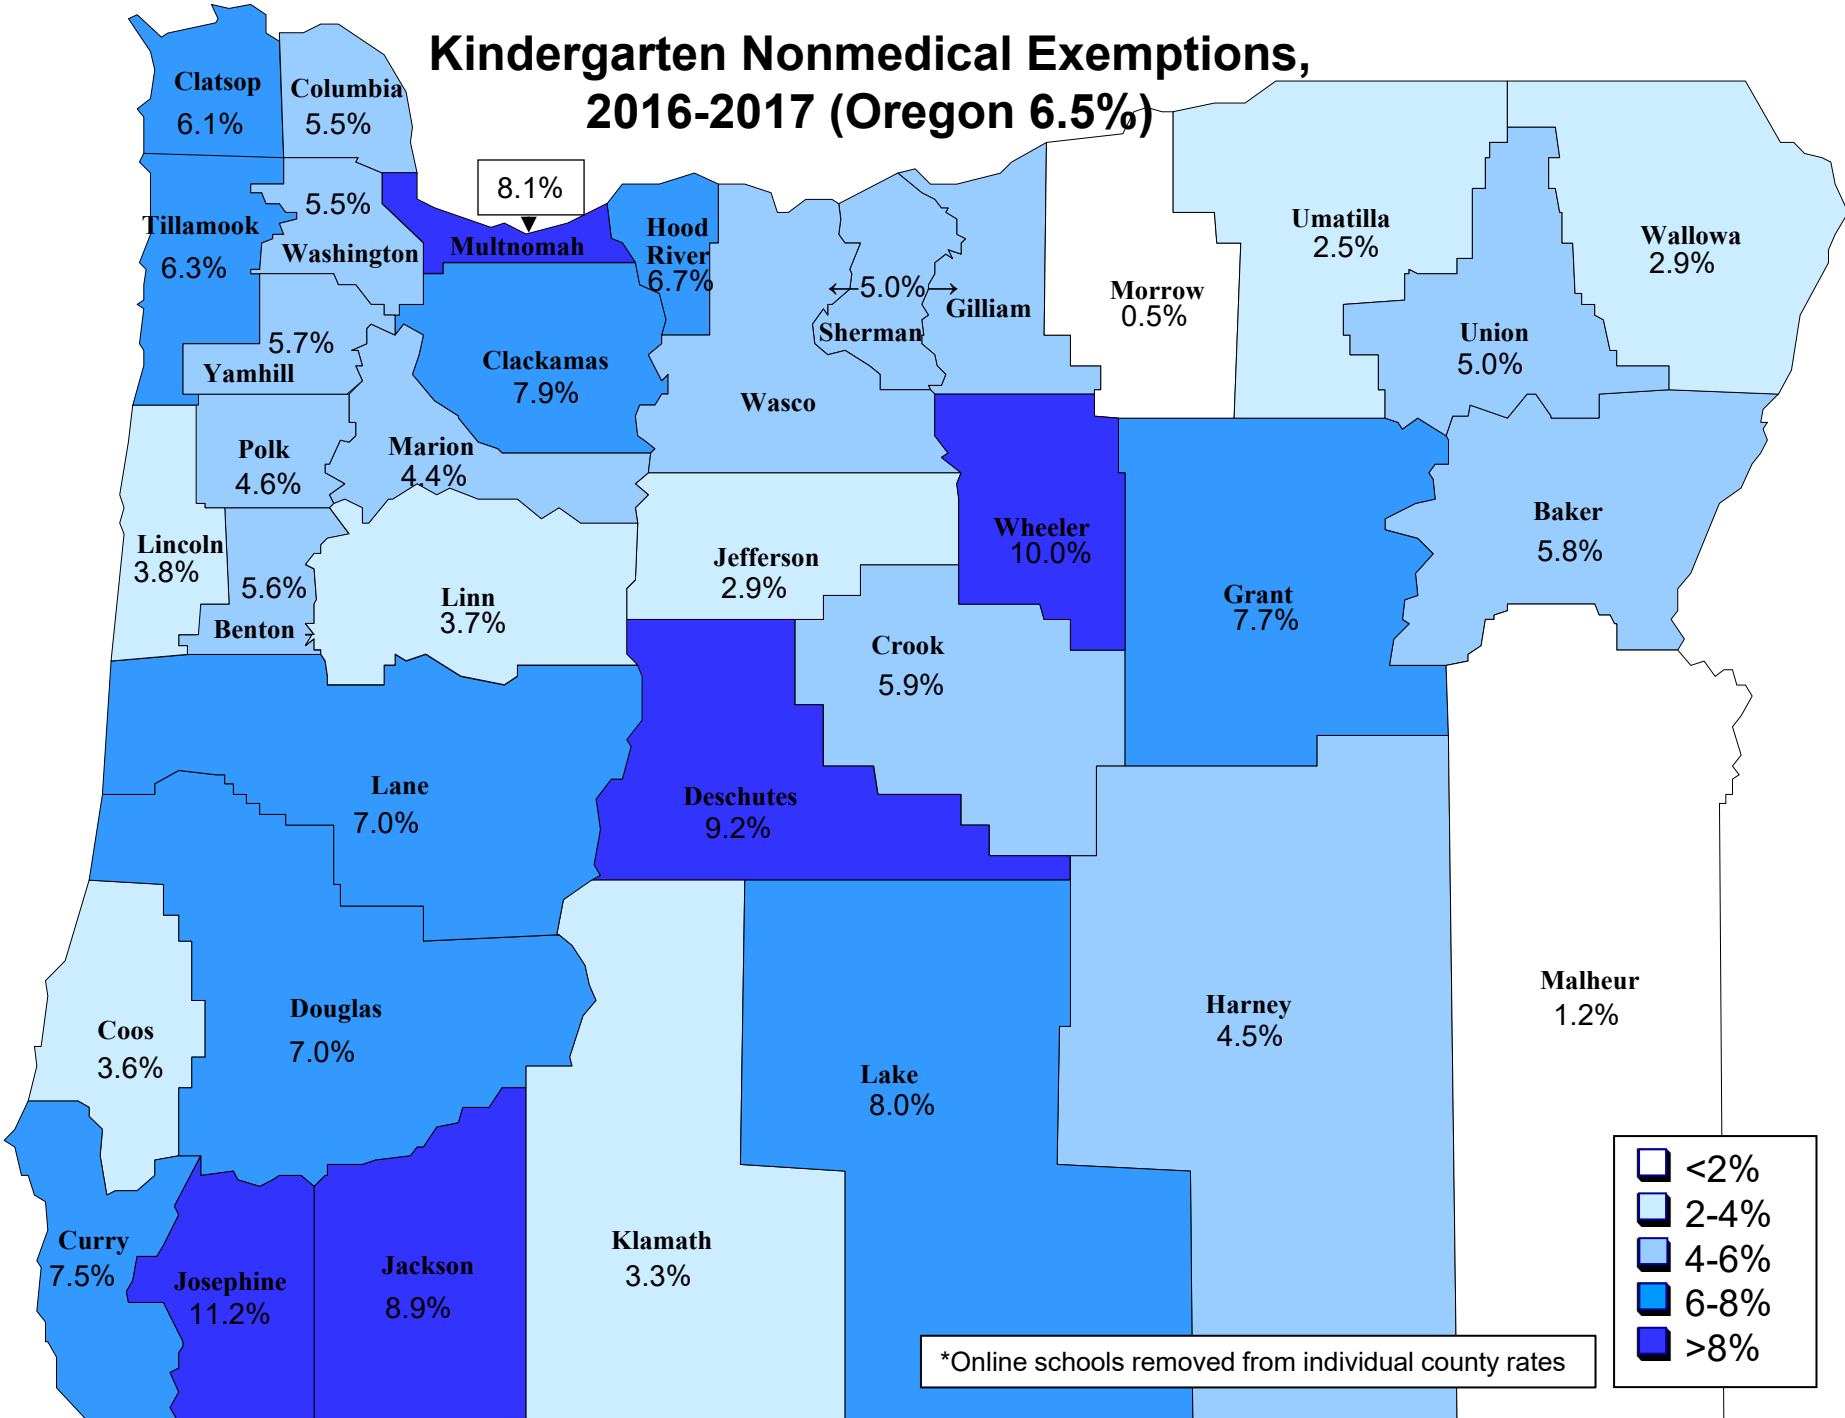 Kindergarten Nonmedical Exemptions,
2016-2017 (Oregon 6.5%)
Clatsop
6.1%
Columbia
5.5%
8.1%
Multnomah
Tillamook
6.3%
5.5%
Washington
Hood
River
6.7%
5.0%
Sherman
Gilliam
Morrow
0.5%
Umatilla
2.5%
Wallowa
2.9%
Union
5.0%
5.7%
Yamhill
Clackamas
7.9%
Wasco
Polk
4.6%
Marion
4.4%
Lincoln
3.8%
5.6%
Benton
Linn
3.7%
Jefferson
2.9%
Wheeler
10.0%
Grant
7.7%
Baker
5.8%
Crook
5.9%
Lane
7.0%
Deschutes
9.2%
Coos
3.6%
Douglas
7.0%
Lake
8.0%
Harney
4.5%
Malheur
1.2%
Curry
7.5%
Josephine
11.2%
Jackson
8.9%
Klamath
3.3%
<2%
2-4%
4-6%
6-8%
>8%
*Online schools removed from individual county rates